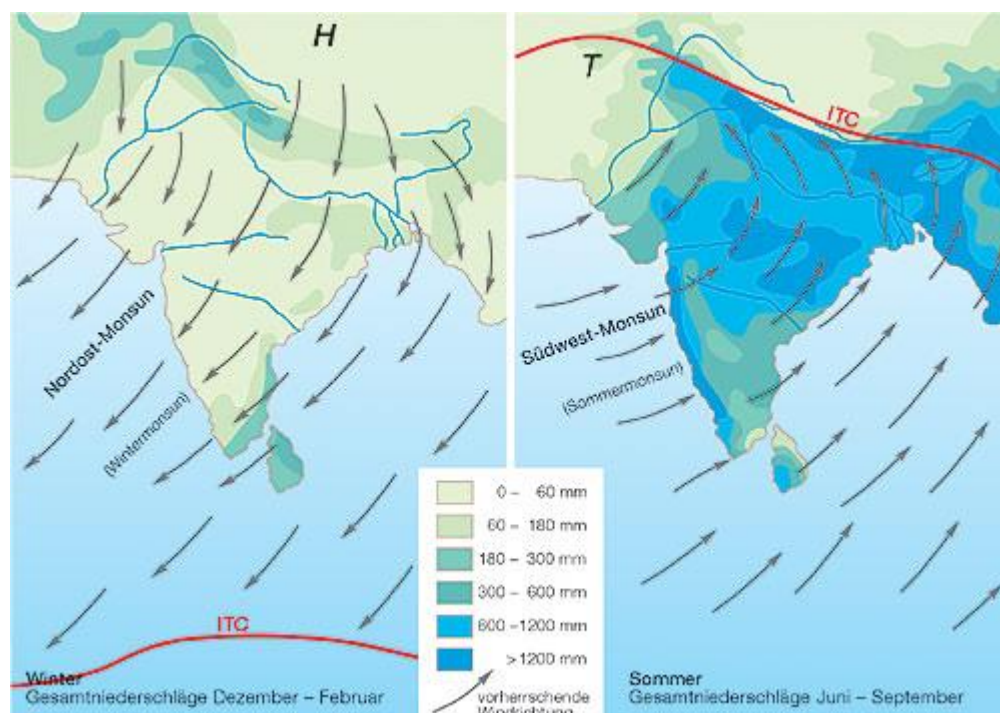 H
Nordost-Monsun
(Wintermonsun)
ITC
Winter
Gesamtniederschläge Dezember – Februar
T
ITC
Südwest-Monsun
(Sommermonsun)
Sommer
Gesamtniederschläge Juni – September
0 – 60 mm
60 – 180 mm
180 – 300 mm
300 – 600 mm
600 – 1200 mm
> 1200 mm
vorherrschende
Windrichtung